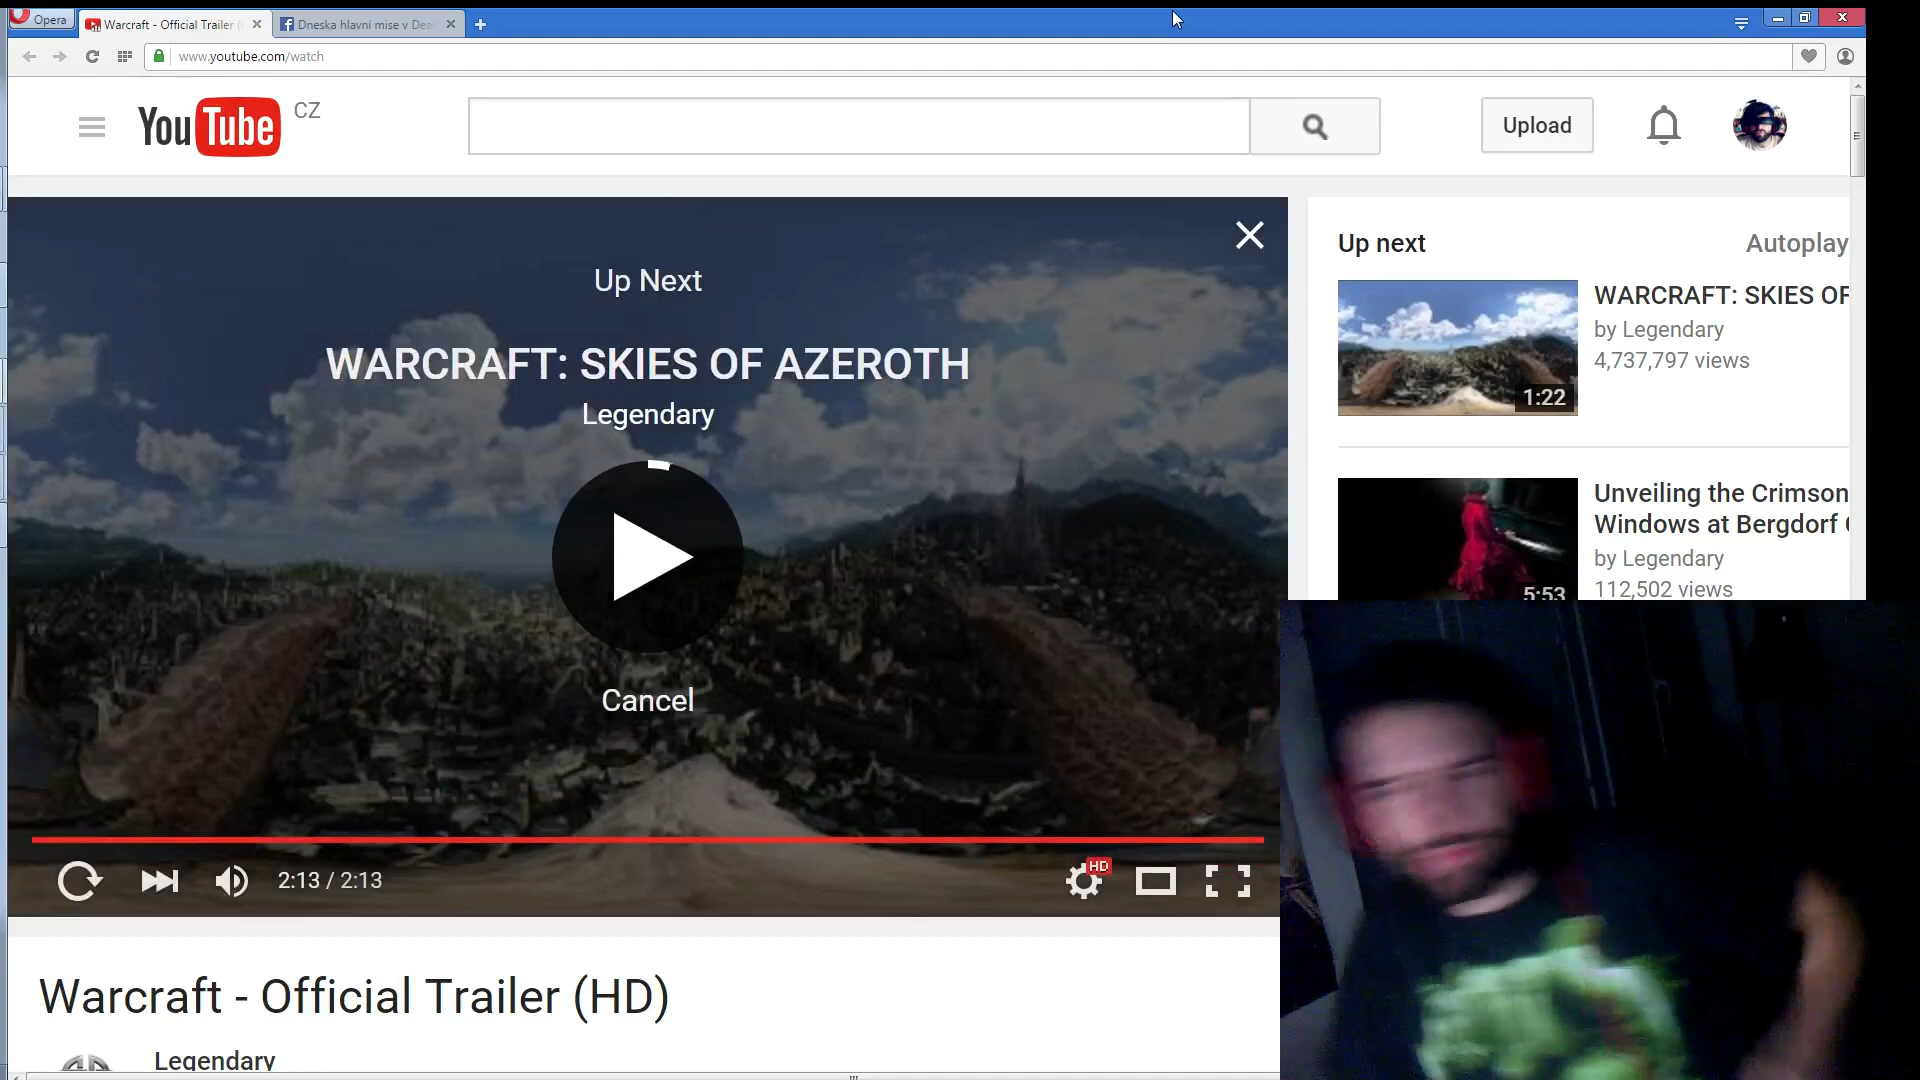 Opera
Warcraft - Official Trailer (
Dneska hlavní mise v Dea
www.youtube.com/watch
YouTube CZ
Upload
Up Next
WARCRAFT: SKIES OF AZEROTH
Legendary
Cancel
2:13 / 2:13
HD
Up next
Autoplay
WARCRAFT: SKIES OF
by Legendary
4,737,797 views
1:22
Unveiling the Crimson
Windows at Bergdorf
by Legendary
112,502 views
5:53
Warcraft - Official Trailer (HD)
Legendary